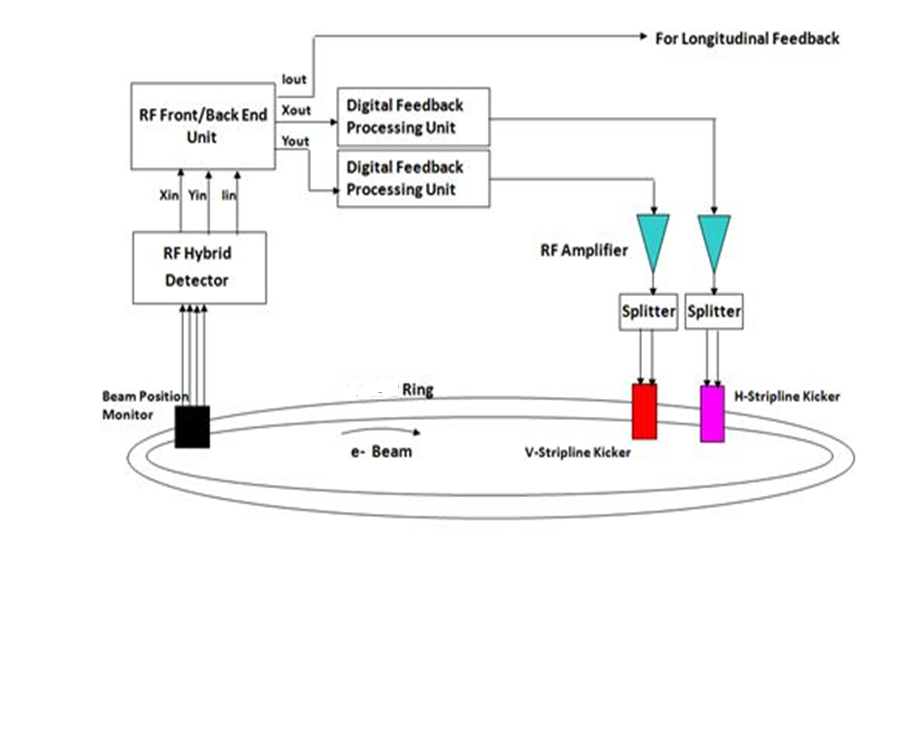 For Longitudinal Feedback
Iout
RF Front/Back End
Unit
Xout
Digital Feedback
Processing Unit
Yout
Digital Feedback
Processing Unit
Xin
Yin
Iin
RF Hybrid
Detector
RF Amplifier
Splitter
Splitter
Beam Position
Monitor
Ring
H-Stripline Kicker
e- Beam
V-Stripline Kicker